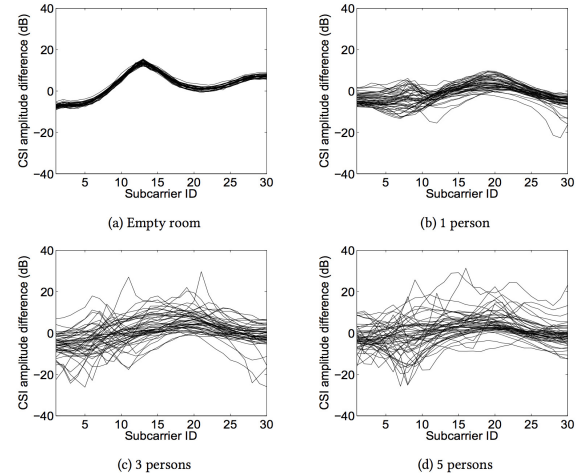 40
20
0
−20
−40
5 10 15 20 25 30
CSI amplitude difference (dB)
Subcarrier ID
(a) Empty room
40
20
0
−20
−40
5 10 15 20 25 30
CSI amplitude difference (dB)
Subcarrier ID
(b) 1 person
40
20
0
−20
−40
5 10 15 20 25 30
CSI amplitude difference (dB)
Subcarrier ID
(c) 3 persons
40
20
0
−20
−40
5 10 15 20 25 30
CSI amplitude difference (dB)
Subcarrier ID
(d) 5 persons